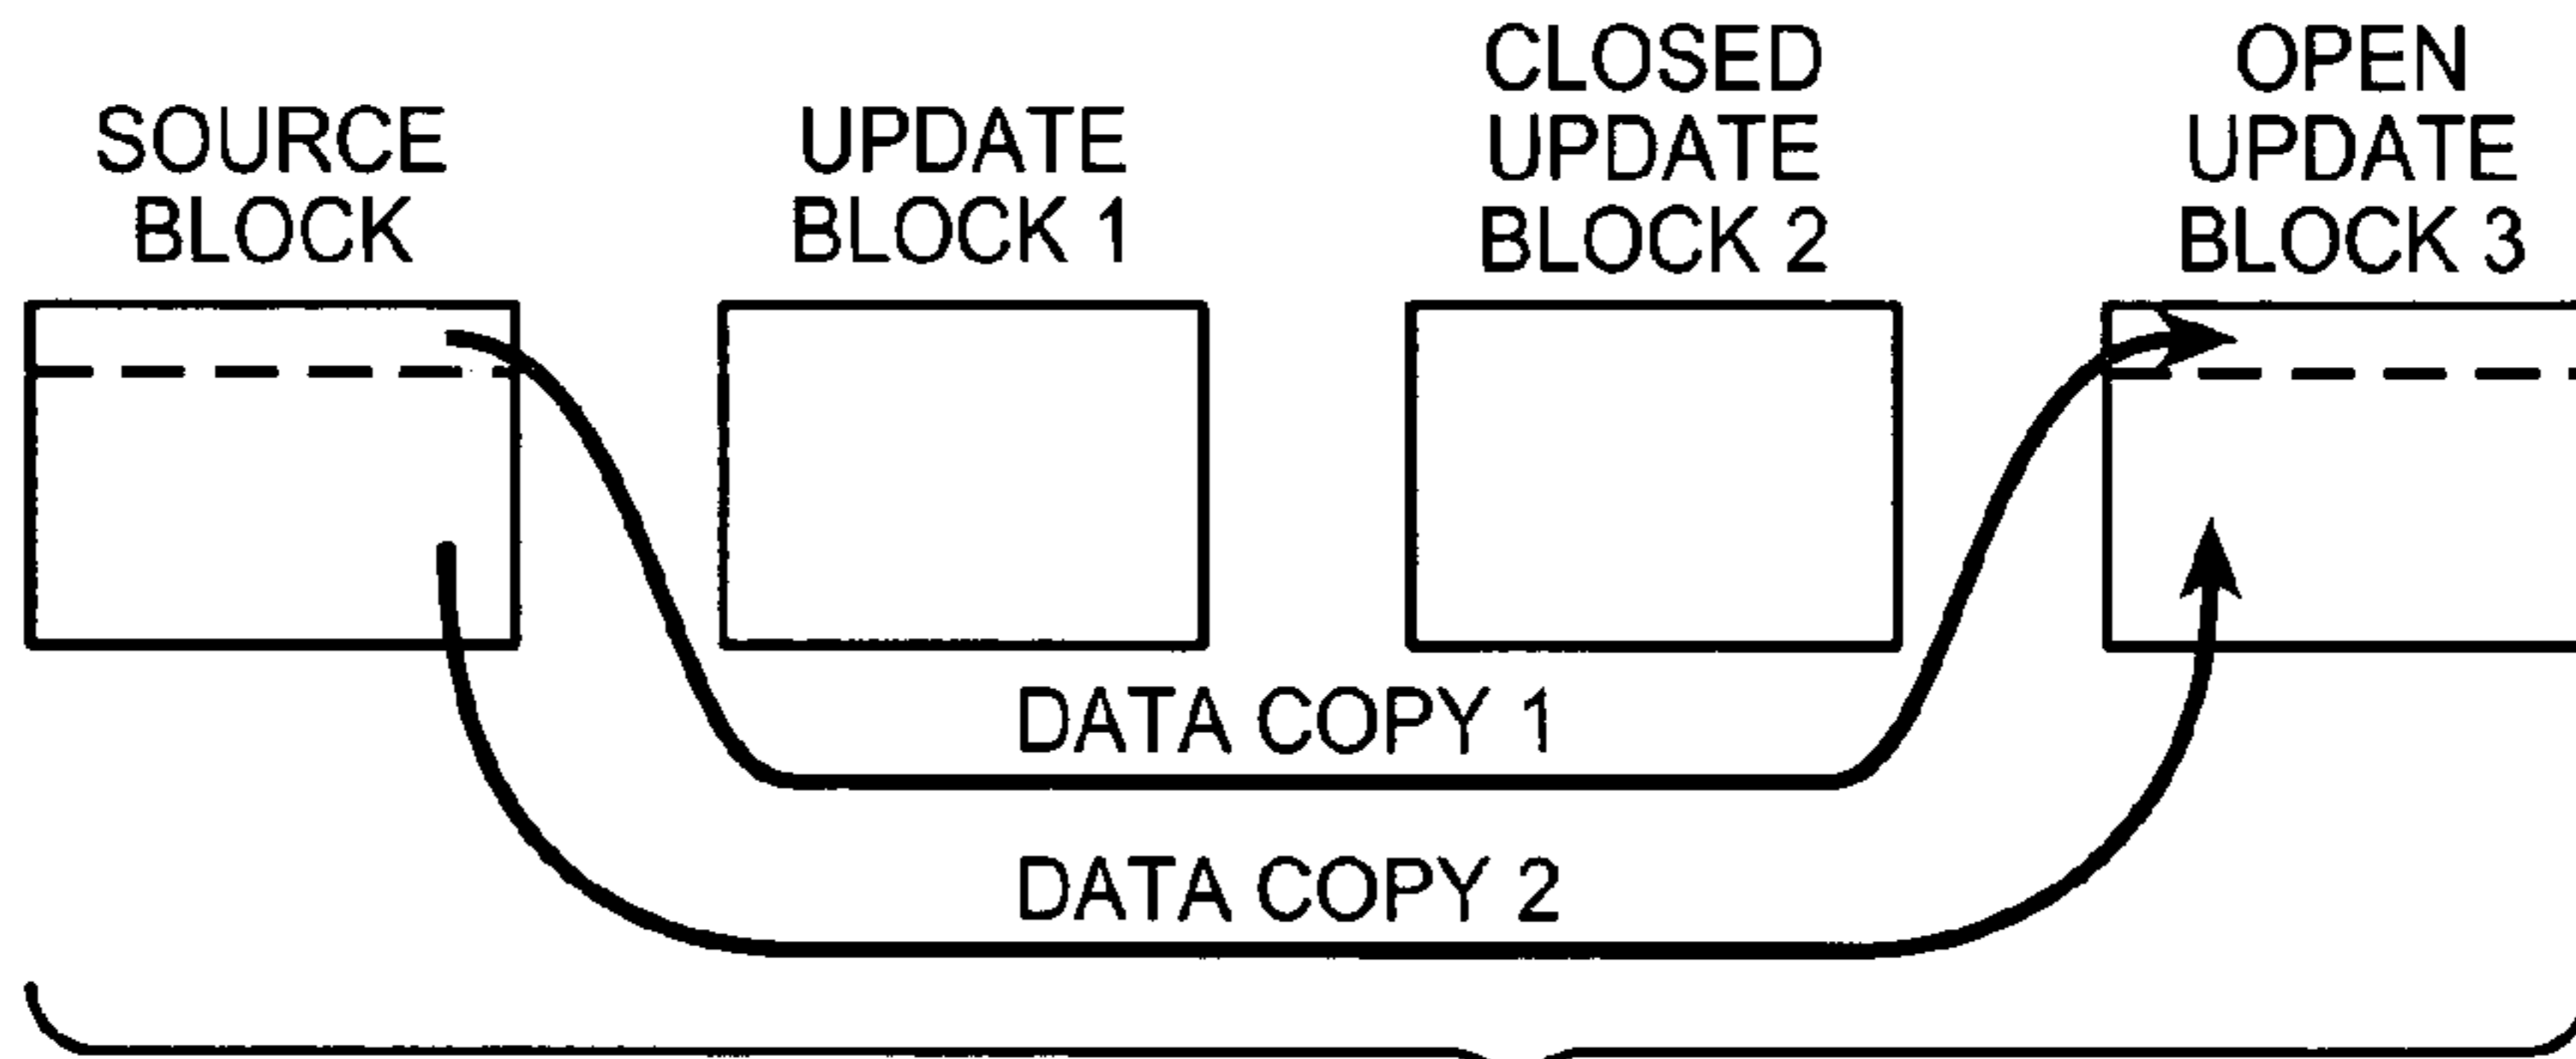 SOURCE
BLOCK
UPDATE
BLOCK 1
CLOSED
UPDATE
BLOCK 2
OPEN
UPDATE
BLOCK 3
DATA COPY 1
DATA COPY 2